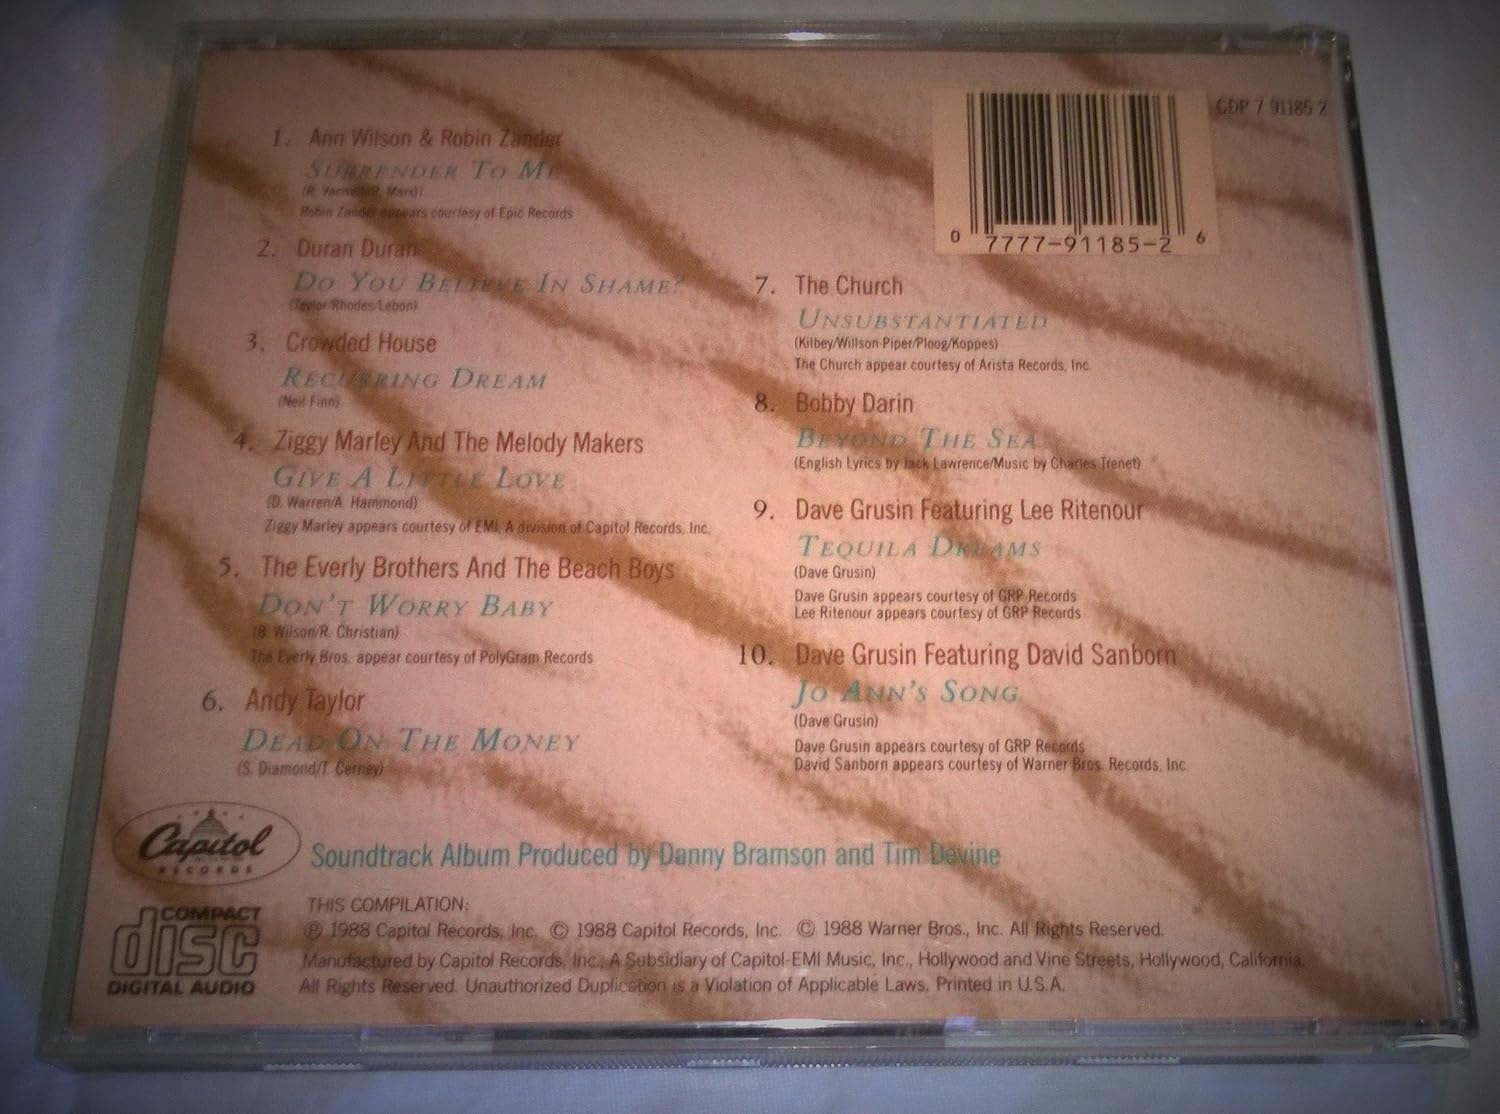 1. Ann Wilson & Robin Zander
SURRENDER TO ME
(R. Vannelli/R. Marx)
Robin Zander appears courtesy of Epic Records
2. Duran Duran
DO YOU BELIEVE IN SHAME?
(Taylor/Rhodes/Lebon)
3. Crowded House
RECURRING DREAM
(Neil Finn)
4. Ziggy Marley And The Melody Makers
GIVE A LITTLE LOVE
(D. Warren/A. Hammond)
Ziggy Marley appears courtesy of EMI, A division of Capitol Records, Inc.
5. The Everly Brothers And The Beach Boys
DON'T WORRY BABY
(B. Wilson/R. Christian)
The Everly Bros. appear courtesy of PolyGram Records
6. Andy Taylor
DEAD ON THE MONEY
(S. Diamond/T. Cerney)
CDP 7 91185 2
0 7777-91185-2 6
7. The Church
UNSUBSTANTIATED
(Kilbey/Willson-Piper/Ploog/Koppes)
The Church appear courtesy of Arista Records, Inc.
8. Bobby Darin
BEYOND THE SEA
(English Lyrics by Jack Lawrence/Music by Charles Trenet)
9. Dave Grusin Featuring Lee Ritenour
TEQUILA DREAMS
(Dave Grusin)
Dave Grusin appears courtesy of GRP Records
Lee Ritenour appears courtesy of GRP Records
10. Dave Grusin Featuring David Sanborn
JO ANN'S SONG
(Dave Grusin)
Dave Grusin appears courtesy of GRP Records
David Sanborn appears courtesy of Warner Bros. Records, Inc.
Capitol
RECORDS
Soundtrack Album Produced by Danny Bramson and Tim Devine
COMPACT
disc
DIGITAL AUDIO
THIS COMPILATION:
℗ 1988 Capitol Records, Inc. © 1988 Capitol Records, Inc. © 1988 Warner Bros., Inc. All Rights Reserved.
Manufactured by Capitol Records, Inc., A Subsidiary of Capitol-EMI Music, Inc., Hollywood and Vine Streets, Hollywood, California.
All Rights Reserved. Unauthorized Duplication is a Violation of Applicable Laws. Printed in U.S.A.